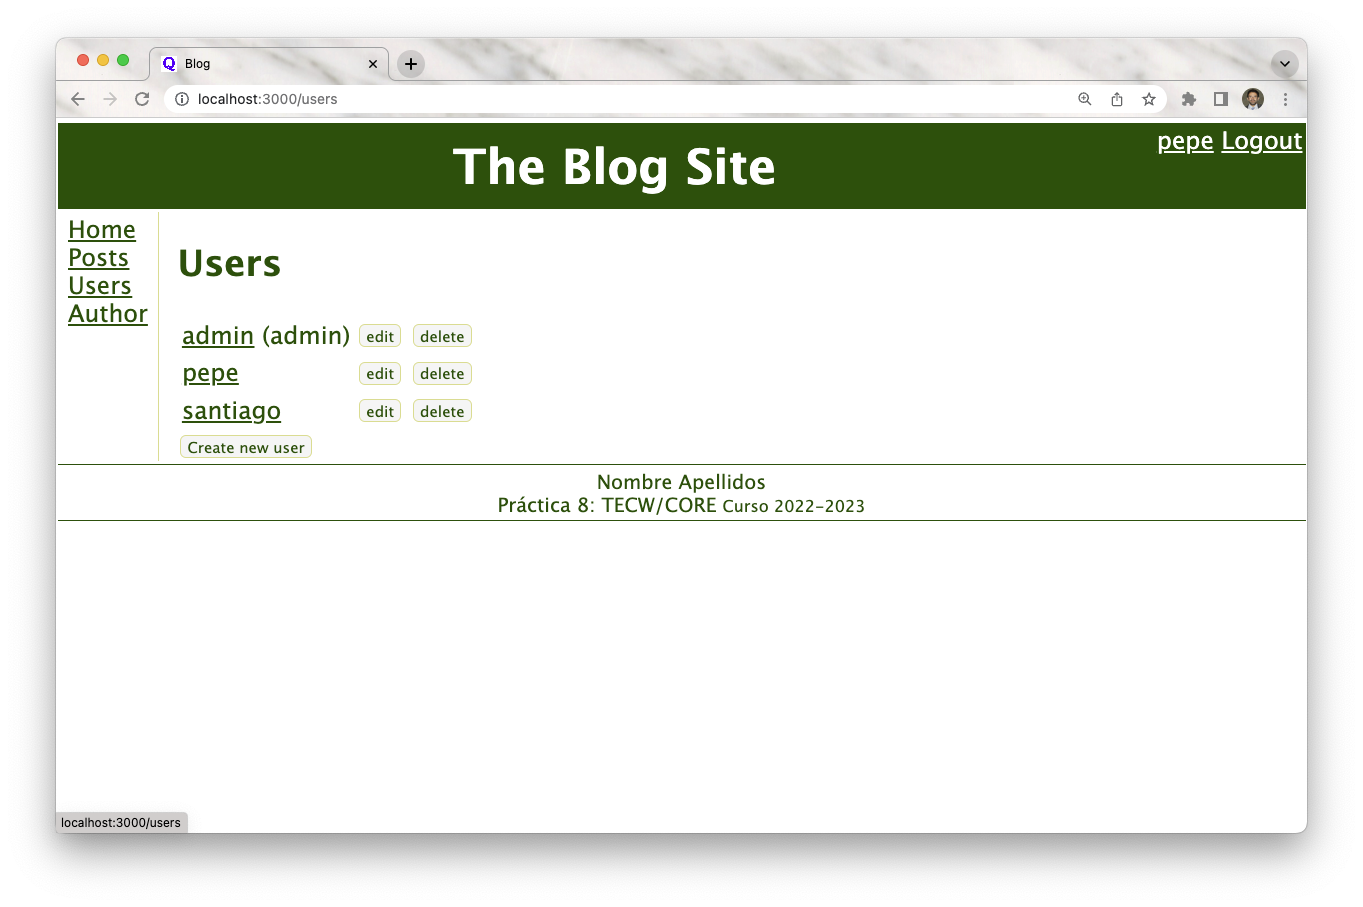 Blog
localhost:3000/users
The Blog Site
pepe Logout
Home
Posts
Users
Author
Users
admin (admin) edit delete
pepe edit delete
santiago edit delete
Create new user
Nombre Apellidos
Práctica 8: TECW/CORE Curso 2022-2023
localhost:3000/users